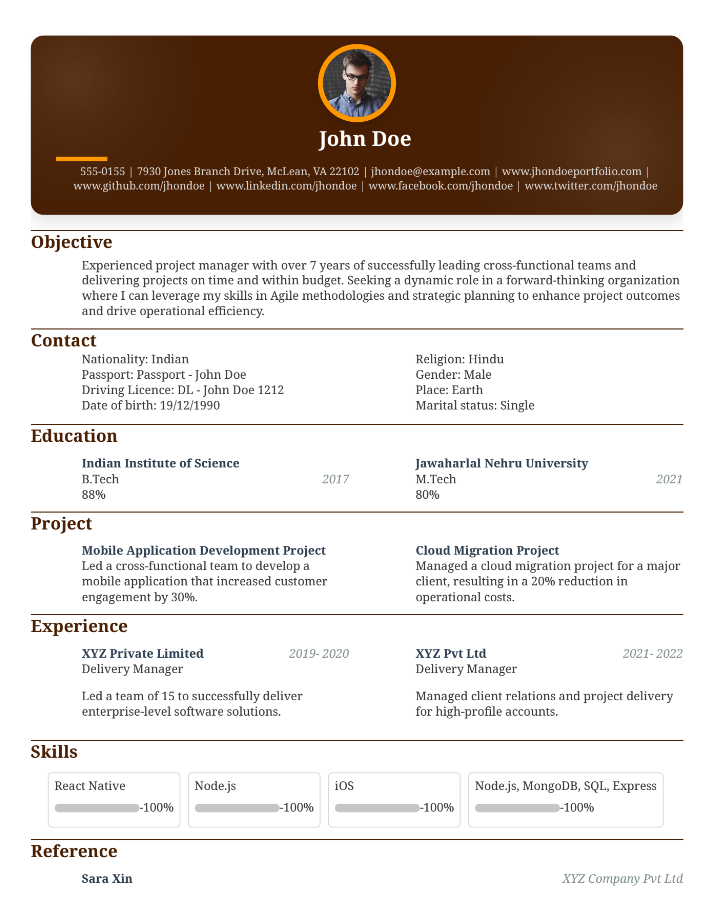 John Doe
555-0155 | 7930 Jones Branch Drive, McLean, VA 22102 | jhondoe@example.com | www.jhondoeportfolio.com |
www.github.com/jhondoe | www.linkedin.com/jhondoe | www.facebook.com/jhondoe | www.twitter.com/jhondoe
Objective
Experienced project manager with over 7 years of successfully leading cross-functional teams and
delivering projects on time and within budget. Seeking a dynamic role in a forward-thinking organization
where I can leverage my skills in Agile methodologies and strategic planning to enhance project outcomes
and drive operational efficiency.
Contact
Nationality: Indian
Passport: Passport - John Doe
Driving Licence: DL - John Doe 1212
Date of birth: 19/12/1990
Religion: Hindu
Gender: Male
Place: Earth
Marital status: Single
Education
Indian Institute of Science
B.Tech 2017
88%
Jawaharlal Nehru University
M.Tech 2021
80%
Project
Mobile Application Development Project
Led a cross-functional team to develop a
mobile application that increased customer
engagement by 30%.
Cloud Migration Project
Managed a cloud migration project for a major
client, resulting in a 20% reduction in
operational costs.
Experience
XYZ Private Limited 2019- 2020
Delivery Manager
Led a team of 15 to successfully deliver
enterprise-level software solutions.
XYZ Pvt Ltd 2021- 2022
Delivery Manager
Managed client relations and project delivery
for high-profile accounts.
Skills
React Native
-100%
Node.js
-100%
iOS
-100%
Node.js, MongoDB, SQL, Express
-100%
Reference
Sara Xin XYZ Company Pvt Ltd